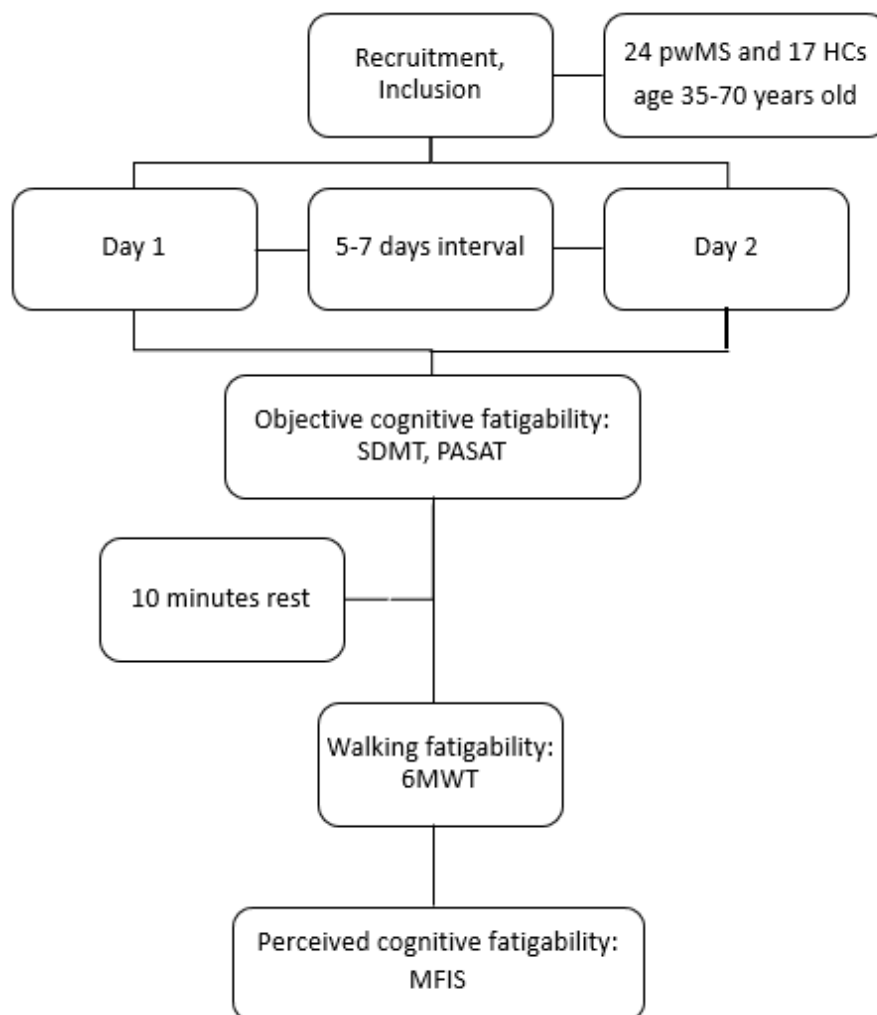 Recruitment,
Inclusion
24 pwMS and 17 HCs
age 35-70 years old
Day 1
5-7 days interval
Day 2
Objective cognitive fatigability:
SDMT, PASAT
10 minutes rest
Walking fatigability:
6MWT
Perceived cognitive fatigability:
MFIS